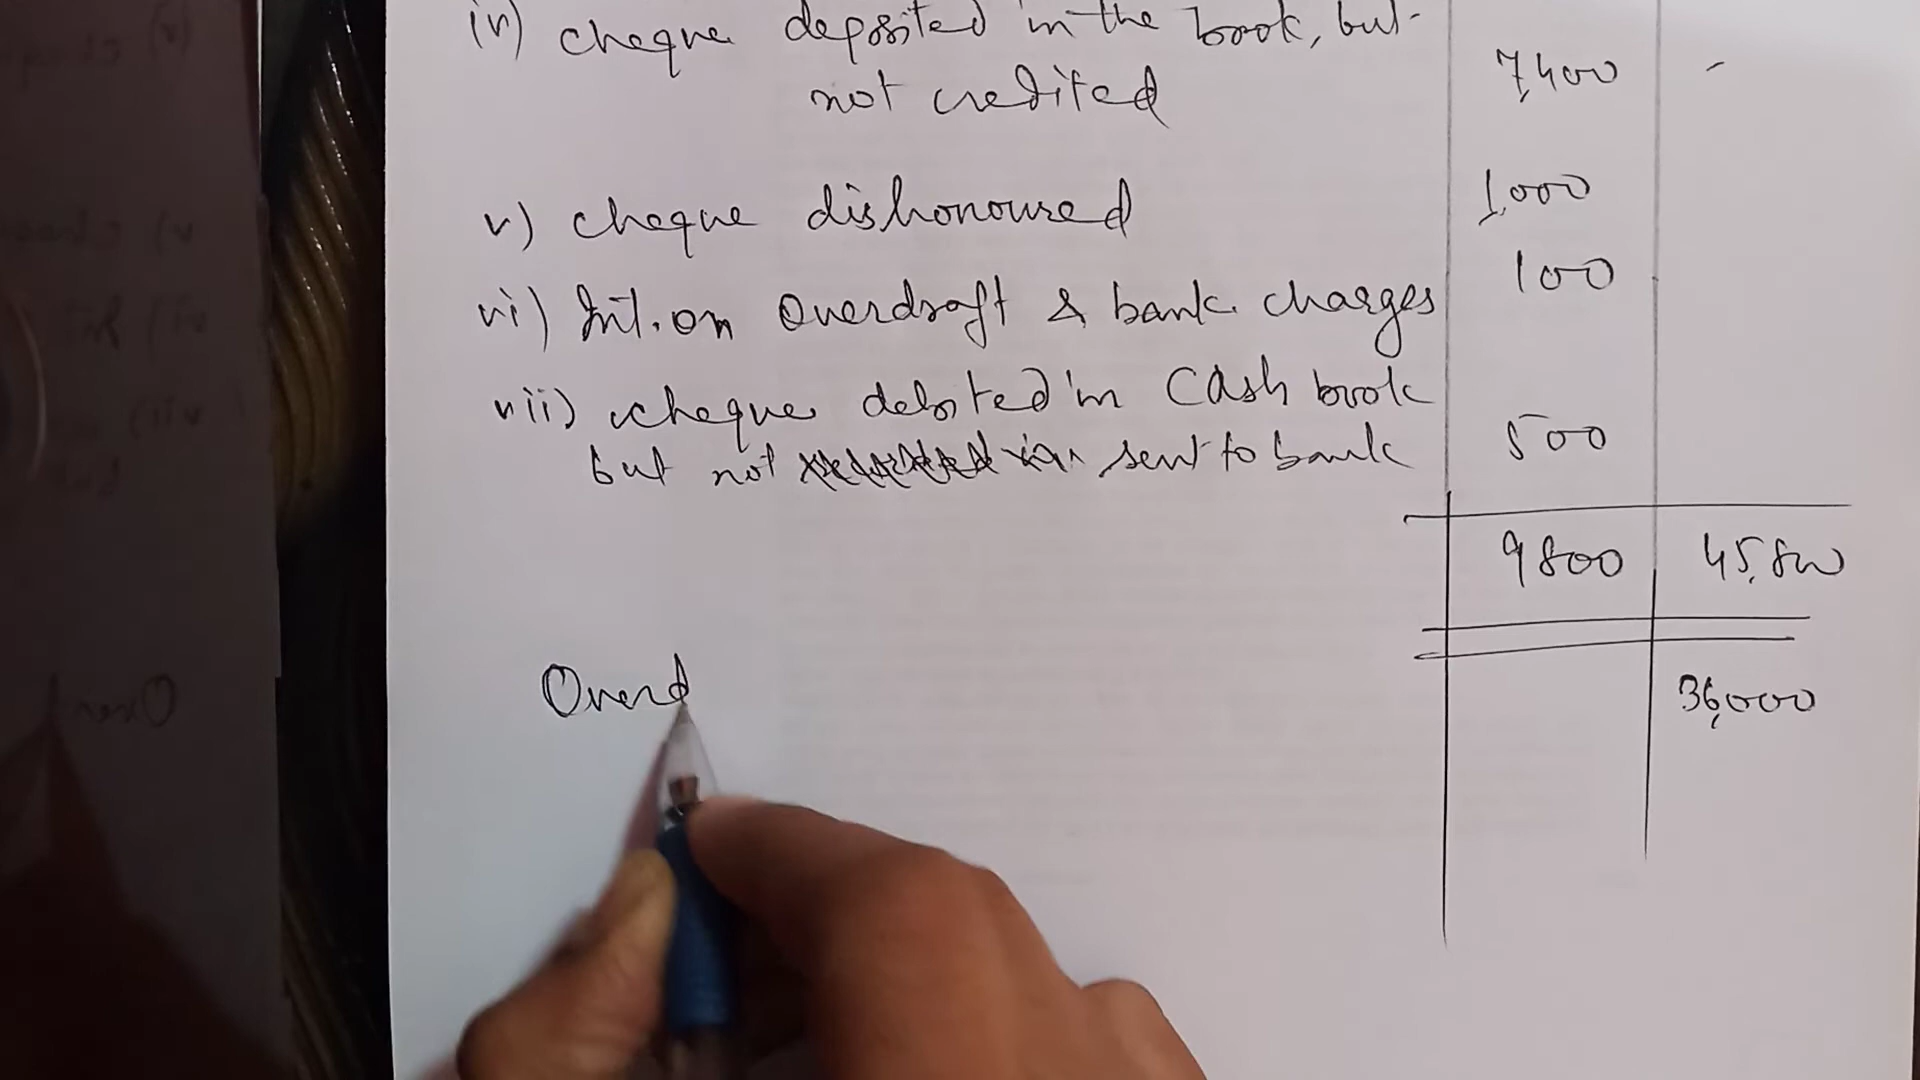 iv) cheque deposited in the book, but
not credited 7,400 -
v) cheque dishonoured 1,000
vi) Int. on Overdraft & bank charges 100
vii) cheque debited in Cash book
but not sent to bank 500
9800 45,800
Overd 36,000